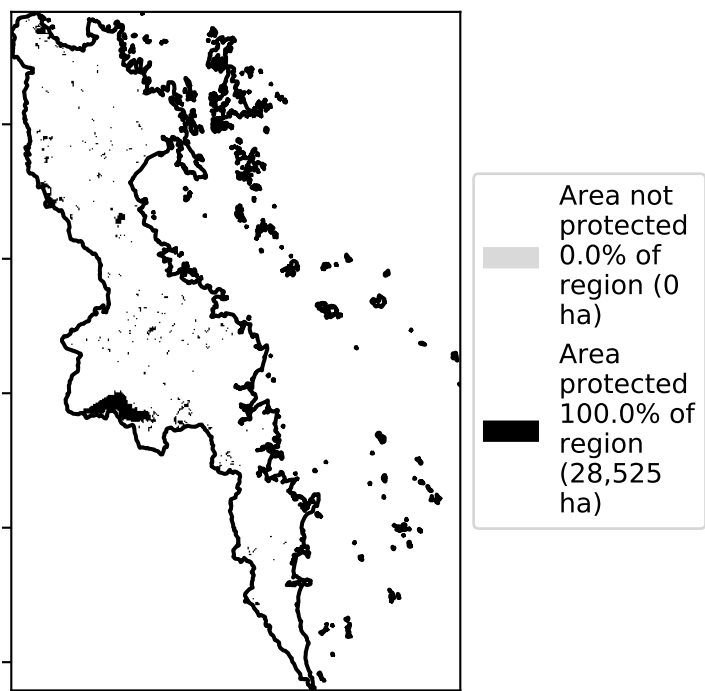 Area not
protected
0.0% of
region (0
ha)
Area
protected
100.0% of
region
(28,525
ha)